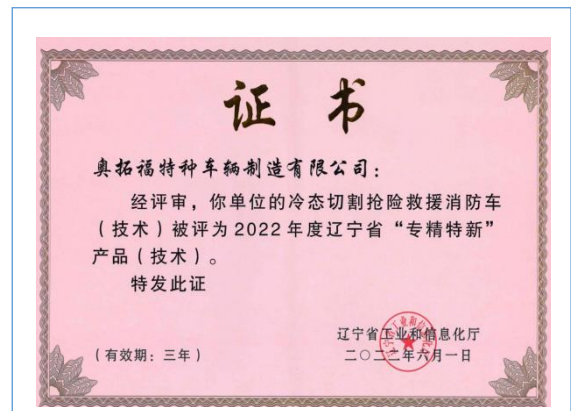 证 书
奥拓福特种车辆制造有限公司：
经评审，你单位的冷态切割抢险救援消防车
（技术）被评为2022年度辽宁省“专精特新”
产品（技术）。
特发此证
辽宁省工业和信息化厅
（有效期：三年）
二〇二二年六月一日